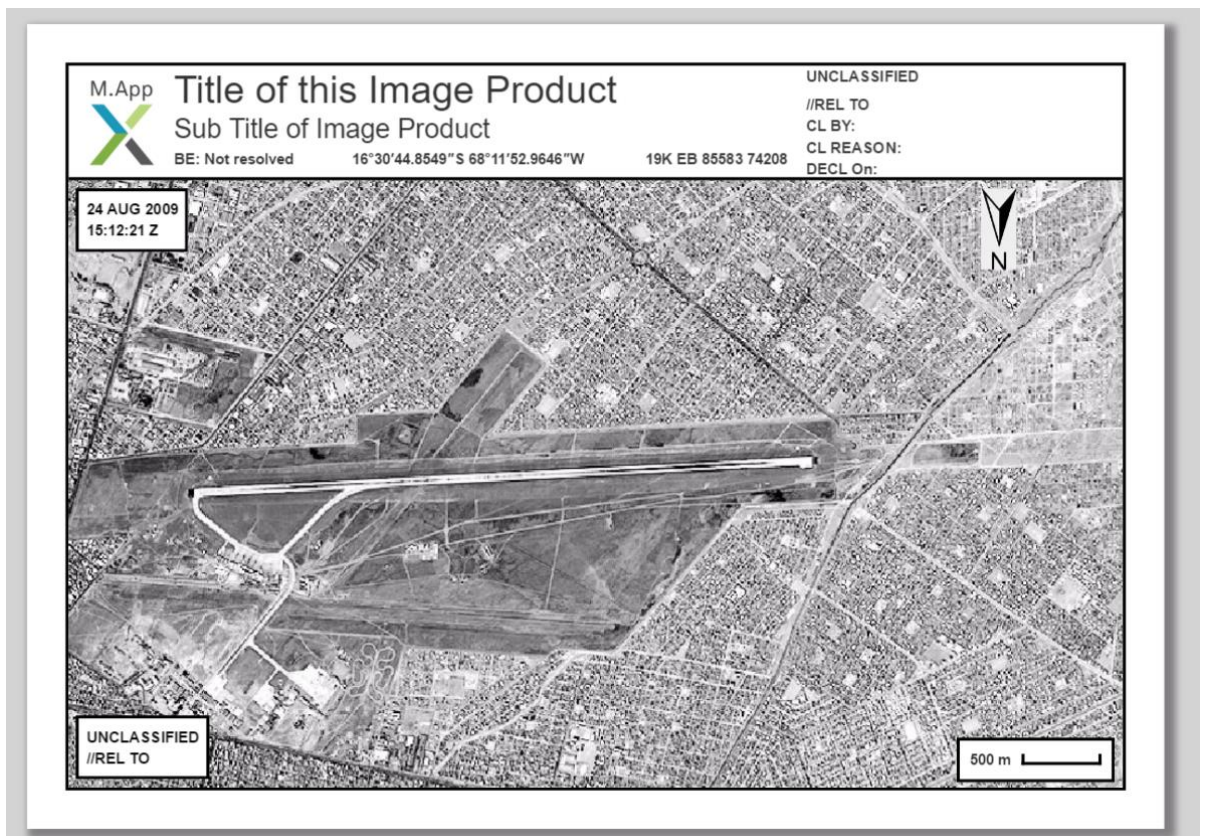 M.App
Title of this Image Product
Sub Title of Image Product
BE: Not resolved 16°30'44.8549"S 68°11'52.9646"W 19K EB 85583 74208
UNCLASSIFIED
//REL TO
CL BY:
CL REASON:
DECL On:
24 AUG 2009
15:12:21 Z
N
UNCLASSIFIED
//REL TO
500 m